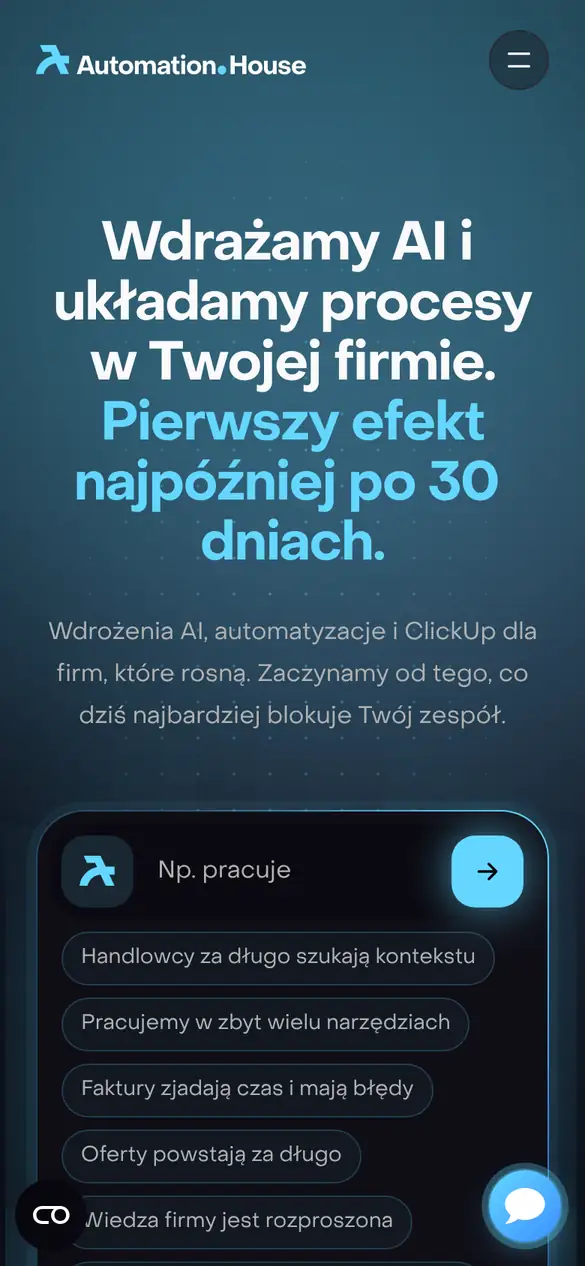 Automation.House
Wdrażamy AI i
układamy procesy
w Twojej firmie.
Pierwszy efekt
najpóźniej po 30
dniach.
Wdrożenia AI, automatyzacje i ClickUp dla
firm, które rosną. Zaczynamy od tego, co
dziś najbardziej blokuje Twój zespół.
Np. pracuje
Handlowcy za długo szukają kontekstu
Pracujemy w zbyt wielu narzędziach
Faktury zjadają czas i mają błędy
Oferty powstają za długo
Wiedza firmy jest rozproszona